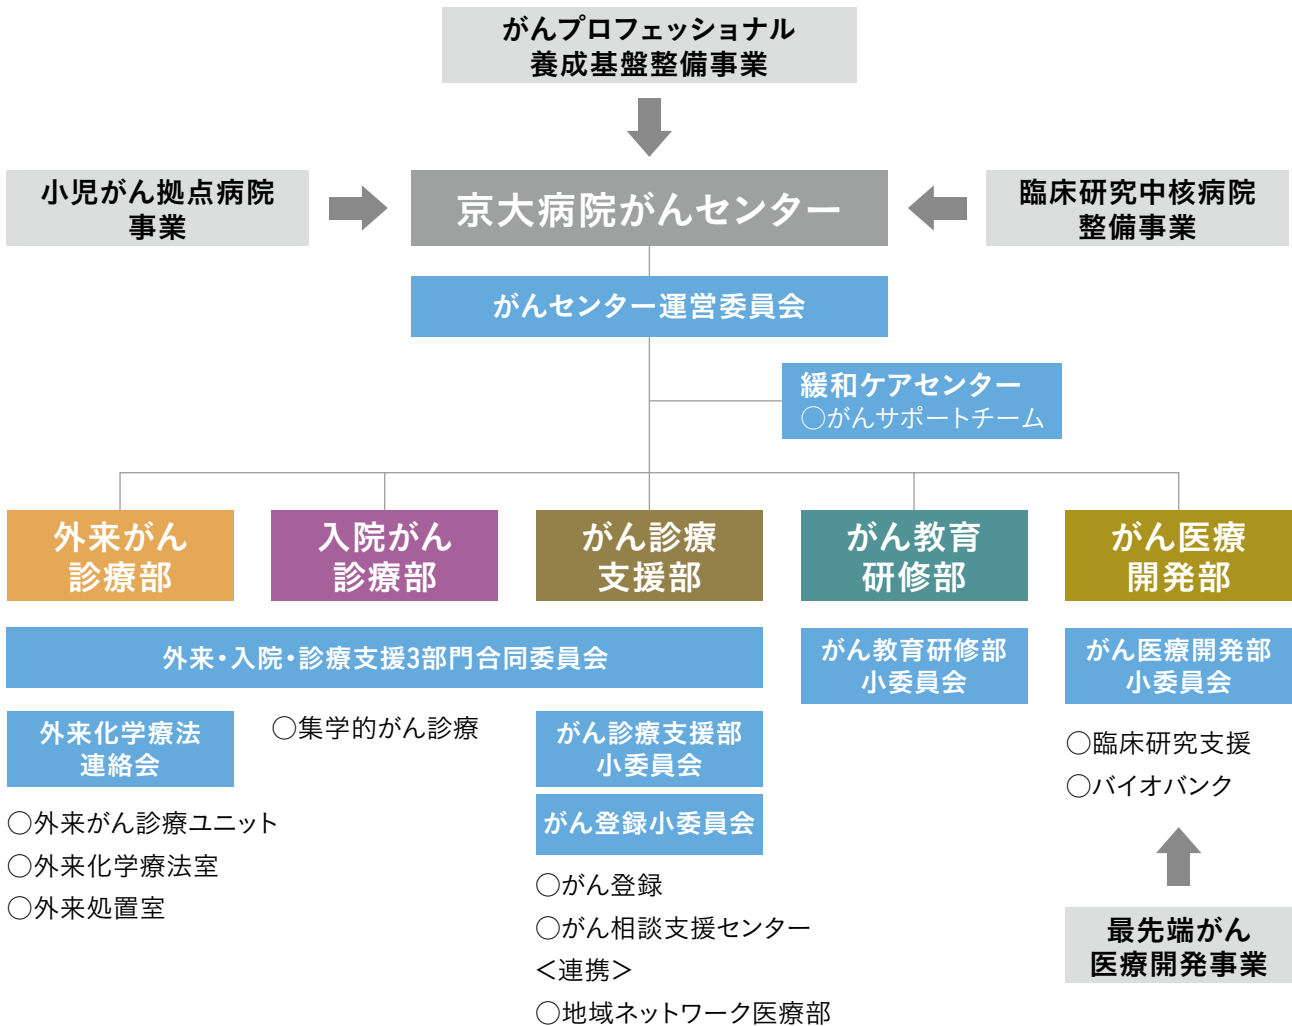 がんプロフェッショナル
養成基盤整備事業
小児がん拠点病院
事業
京大病院がんセンター
臨床研究中核病院
整備事業
がんセンター運営委員会
緩和ケアセンター
○がんサポートチーム
外来がん
診療部
入院がん
診療部
がん診療
支援部
がん教育
研修部
がん医療
開発部
外来・入院・診療支援3部門合同委員会
がん教育研修部
小委員会
がん医療開発部
小委員会
外来化学療法
連絡会
○外来がん診療ユニット
○外来化学療法室
○外来処置室
○集学的がん診療
がん診療支援部
小委員会
がん登録小委員会
○がん登録
○がん相談支援センター
＜連携＞
○地域ネットワーク医療部
○臨床研究支援
○バイオバンク
最先端がん
医療開発事業